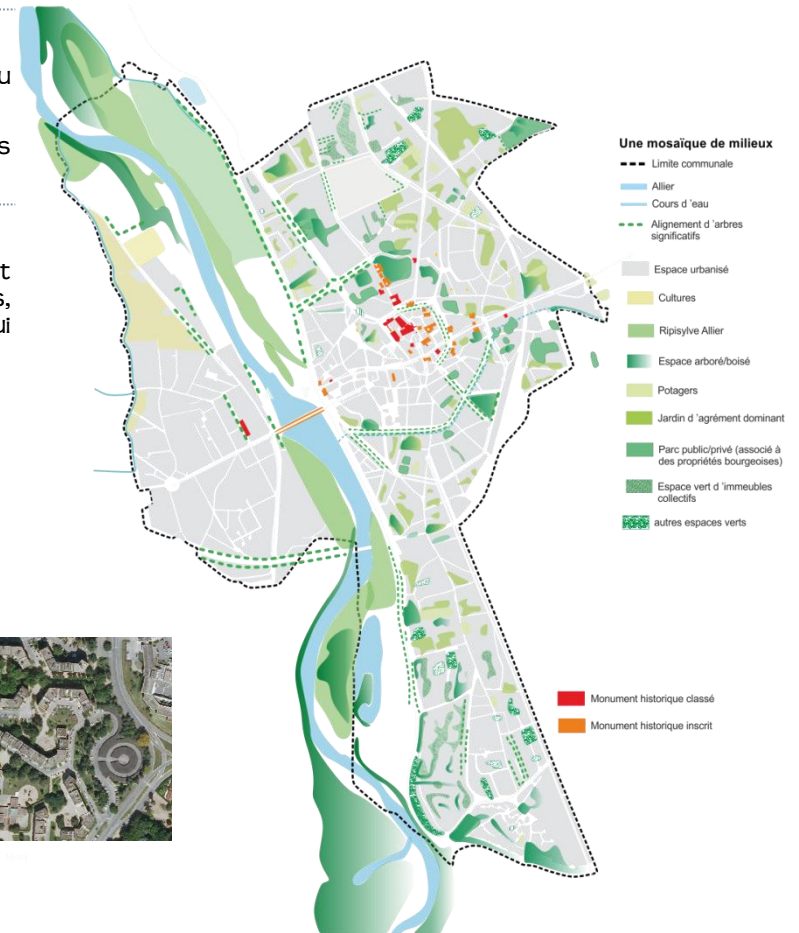 u
s
t
s,
ui
Une mosaïque de milieux
Limite communale
Allier
Cours d 'eau
Alignement d 'arbres
significatifs
Espace urbanisé
Cultures
Ripisylve Allier
Espace arboré/boisé
Potagers
Jardin d 'agrément dominant
Parc public/privé (associé à
des propriétés bourgeoises)
Espace vert d 'immeubles
collectifs
autres espaces verts
Monument historique classé
Monument historique inscrit